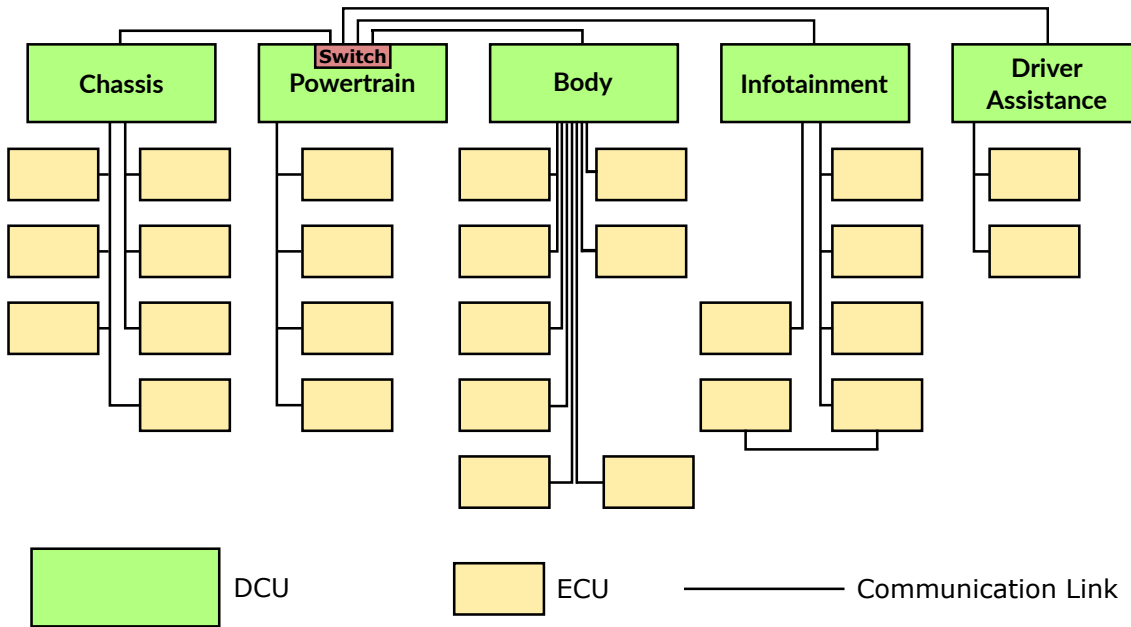 Switch
Chassis
Powertrain
Body
Infotainment
Driver
Assistance
DCU
ECU
Communication Link